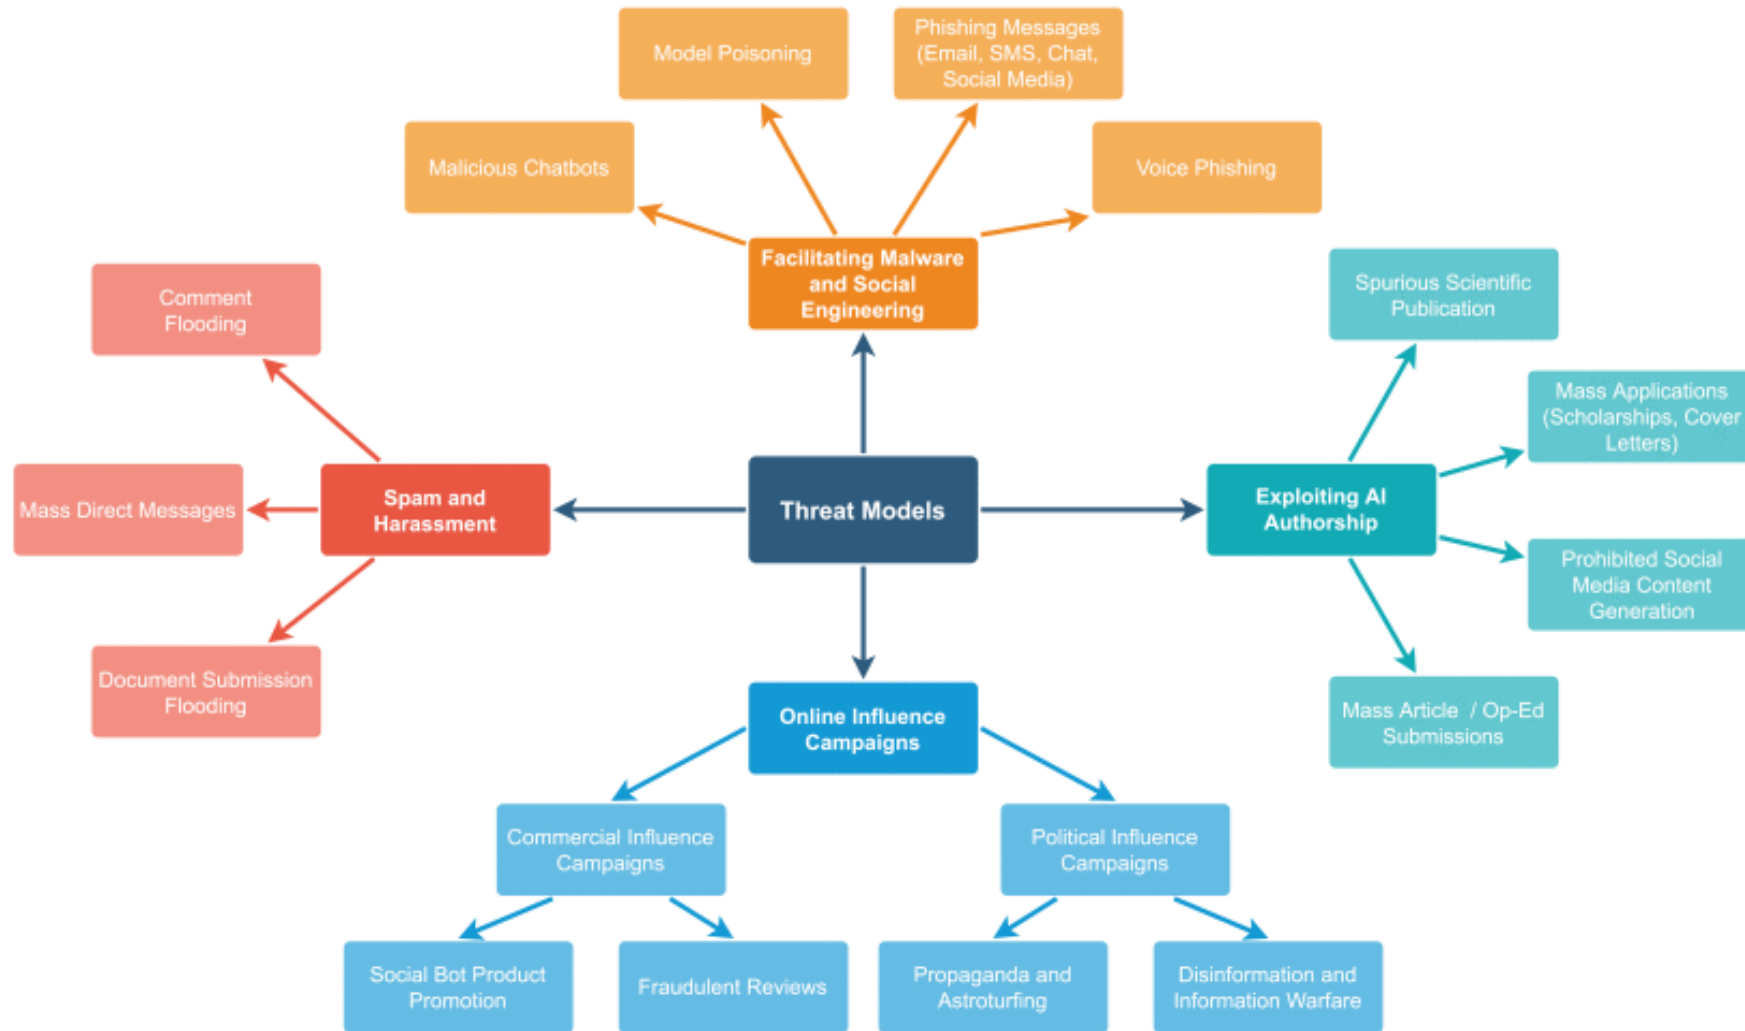 Model Poisoning
Phishing Messages
(Email, SMS, Chat,
Social Media)
Malicious Chatbots
Voice Phishing
Facilitating Malware
and Social
Engineering
Comment
Flooding
Spurious Scientific
Publication
Mass Applications
(Scholarships, Cover
Letters)
Mass Direct Messages
Spam and
Harassment
Threat Models
Exploiting AI
Authorship
Prohibited Social
Media Content
Generation
Document Submission
Flooding
Online Influence
Campaigns
Mass Article / Op-Ed
Submissions
Commercial Influence
Campaigns
Political Influence
Campaigns
Social Bot Product
Promotion
Fraudulent Reviews
Propaganda and
Astroturfing
Disinformation and
Information Warfare